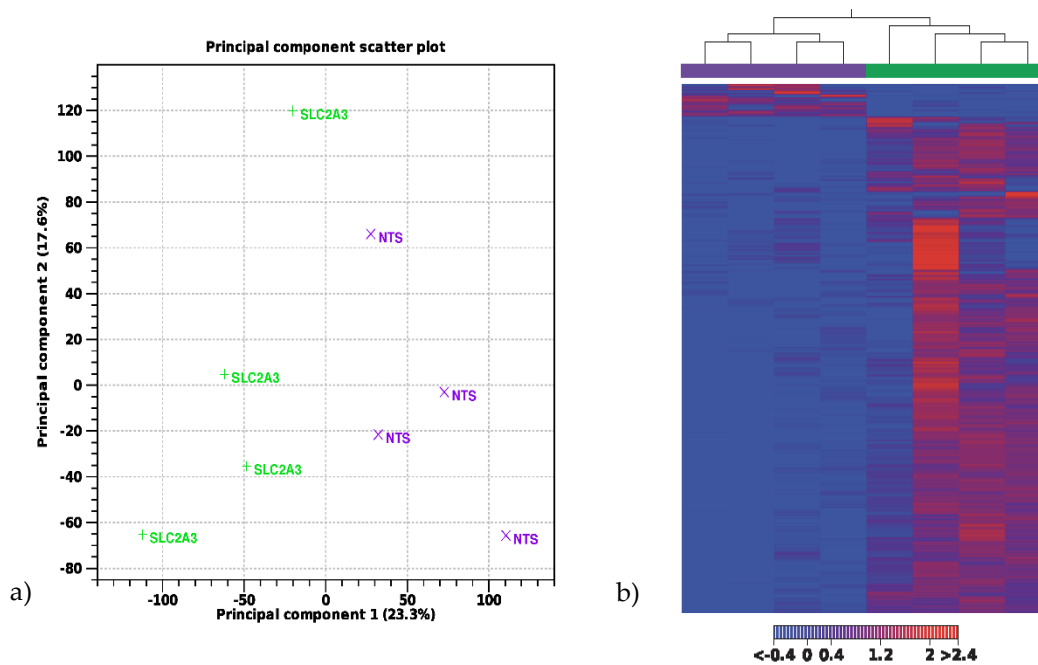 Principal component scatter plot
120
100
80
60
40
20
0
-20
-40
-60
-80
Principal component 2 (17.6%)
SLC2A3
NTS
SLC2A3
NTS
NTS
SLC2A3
SLC2A3
NTS
-100 -50 0 50 100
Principal component 1 (23.3%)
a)
b)
<-0.4 0 0.4 1.2 2 >2.4